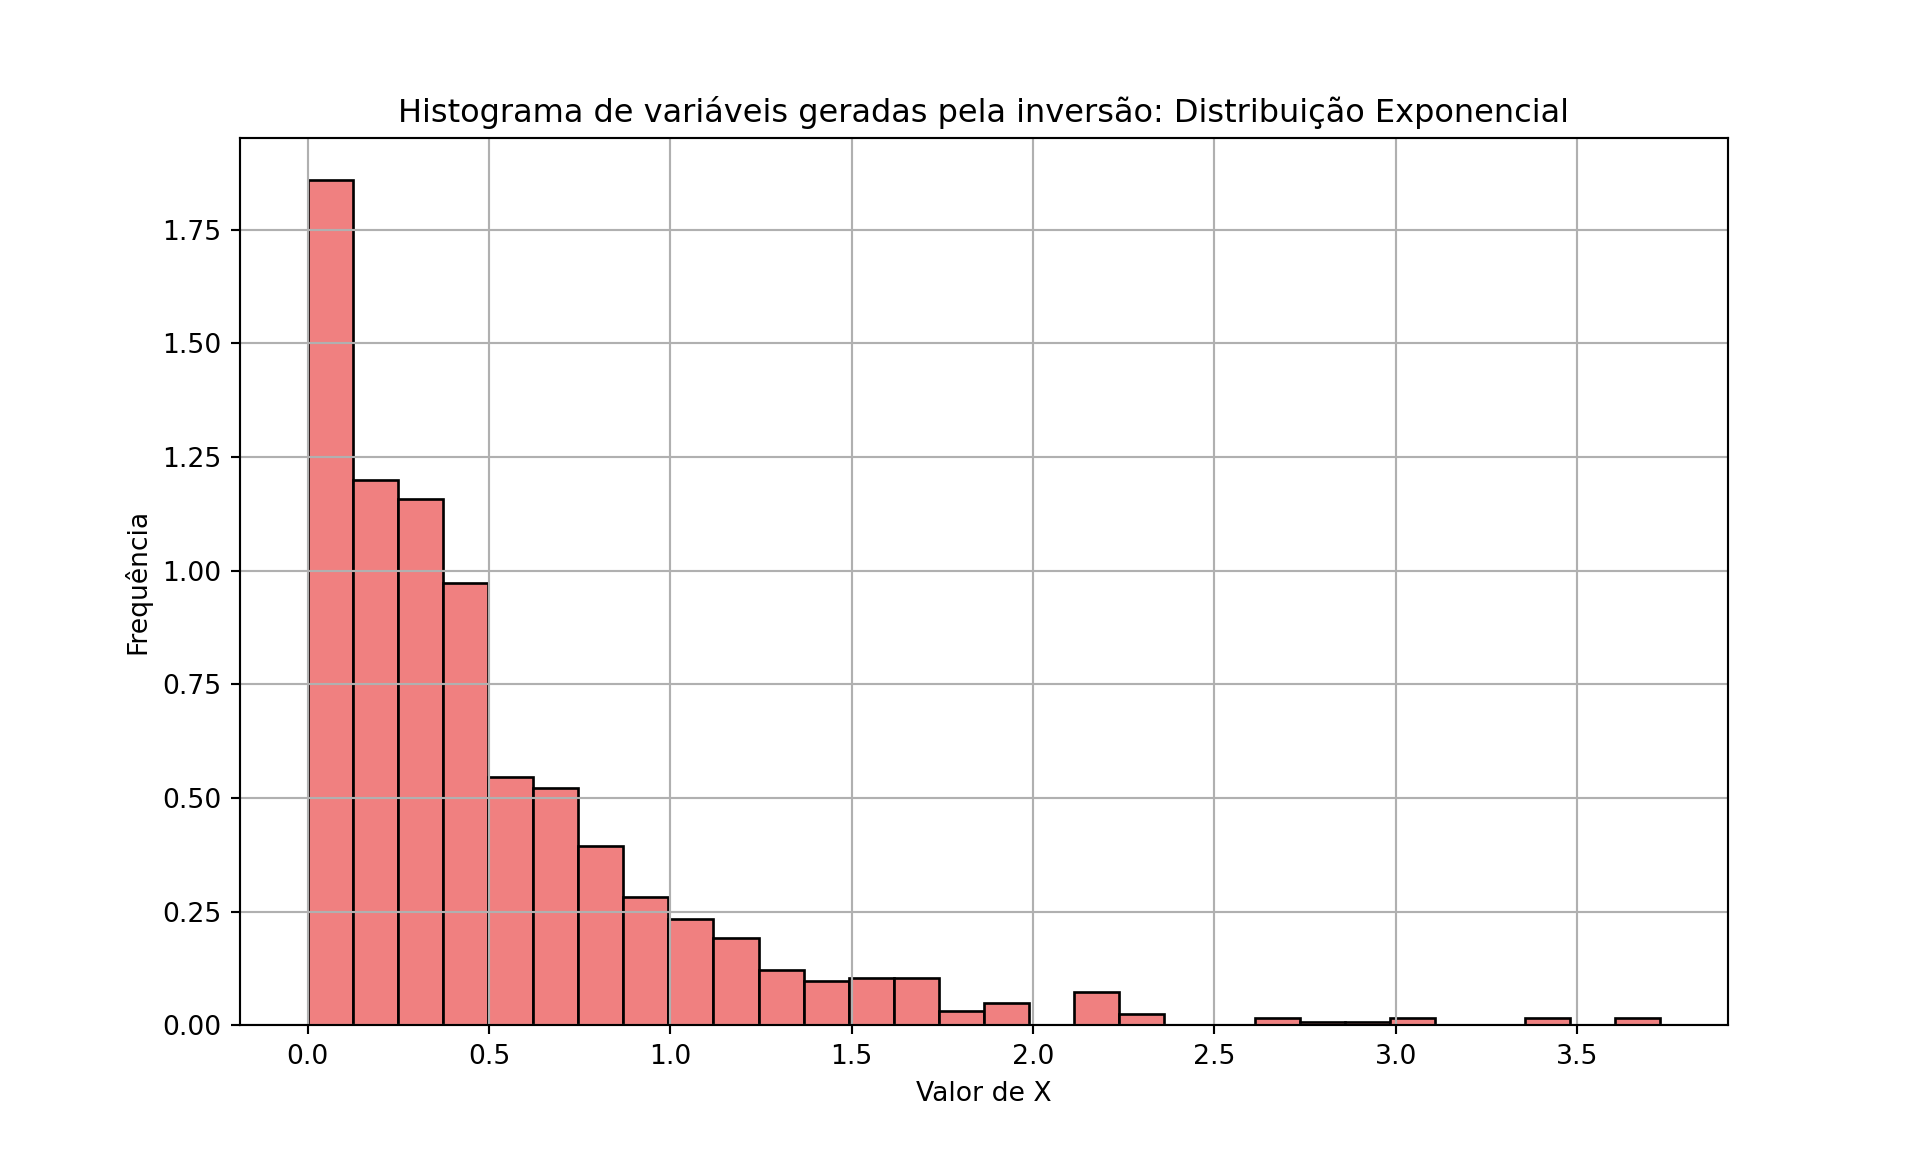 Histograma de variáveis geradas pela inversão: Distribuição Exponencial
Frequência
1.75
1.50
1.25
1.00
0.75
0.50
0.25
0.00
0.0 0.5 1.0 1.5 2.0 2.5 3.0 3.5
Valor de X